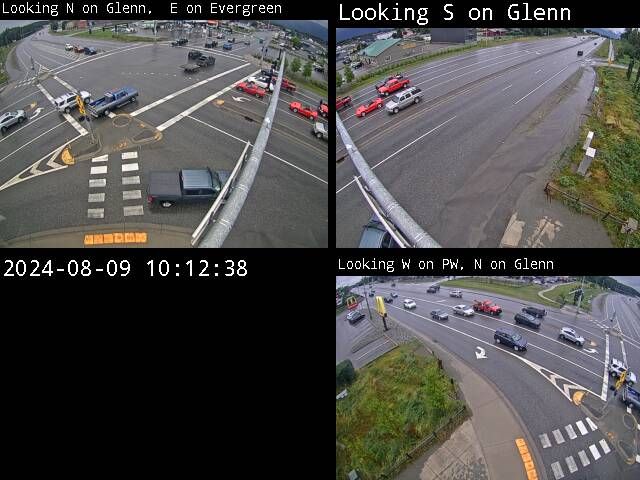 Looking N on Glenn,  E on Evergreen
Looking S on Glenn
2024-08-09 10:12:38
Looking W on PW, N on Glenn